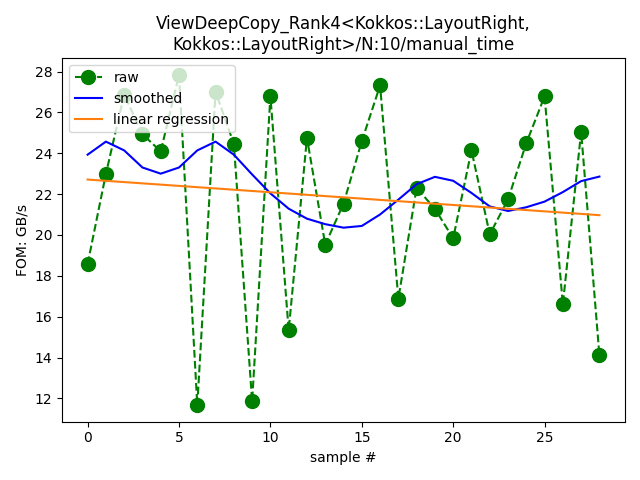 ViewDeepCopy_Rank4<Kokkos::LayoutRight,
Kokkos::LayoutRight>/N:10/manual_time
raw
smoothed
linear regression
FOM: GB/s
28
26
24
22
20
18
16
14
12
0
5
10
15
20
25
sample #